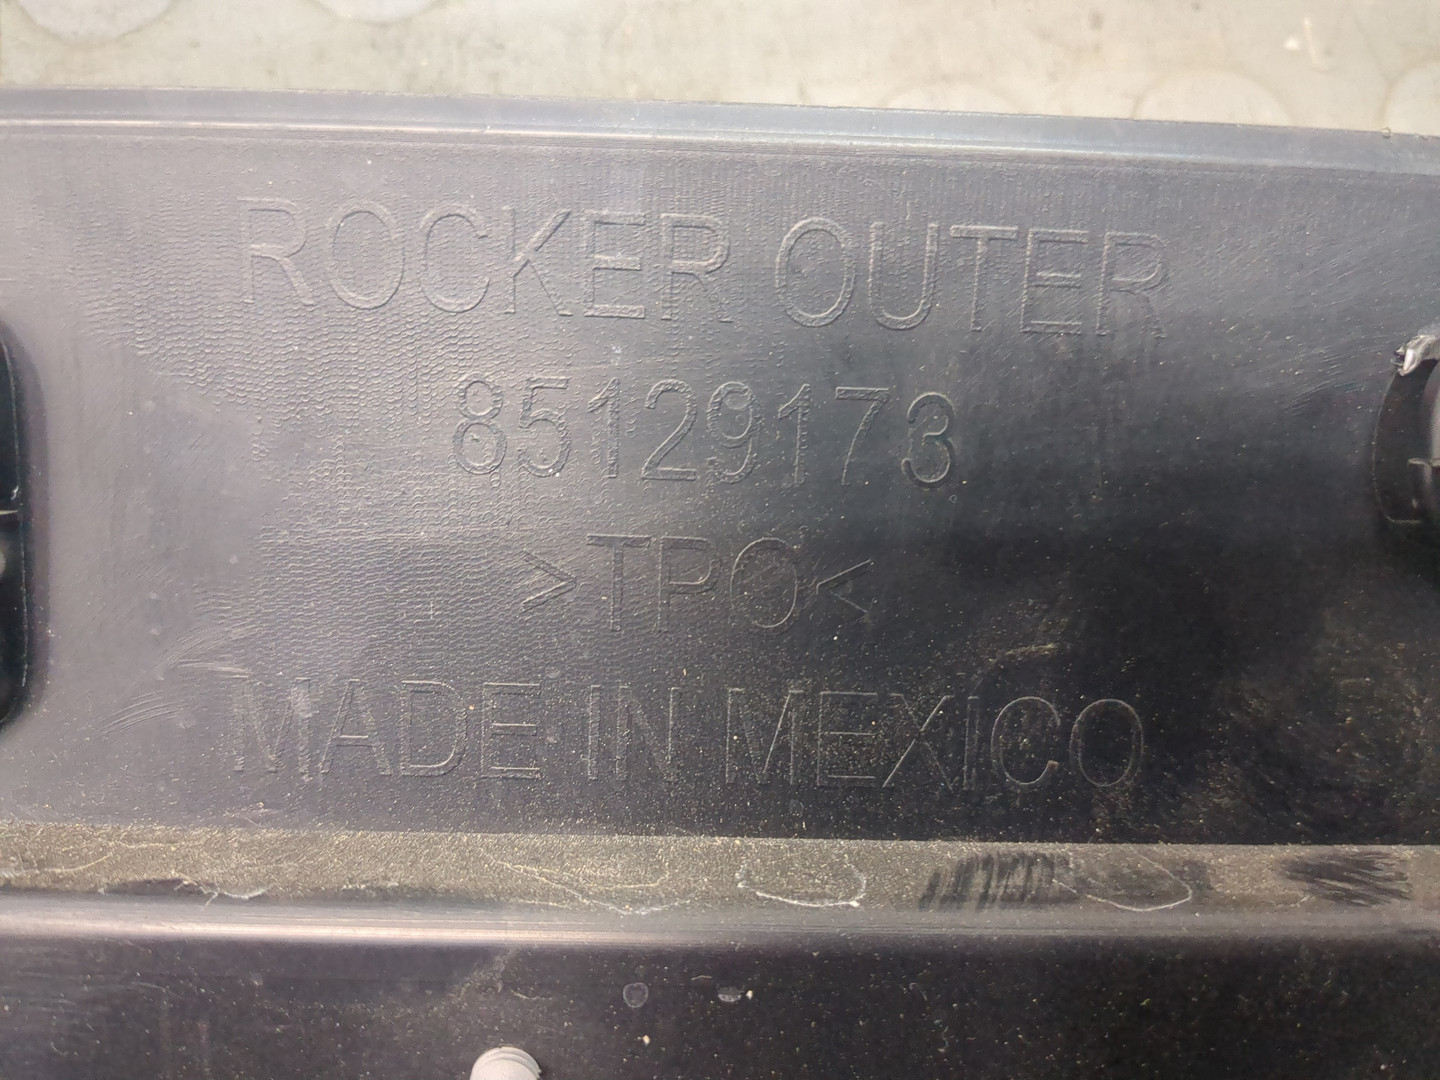 ROCKER OUTER
85129173
>TPO<
MADE IN MEXICO